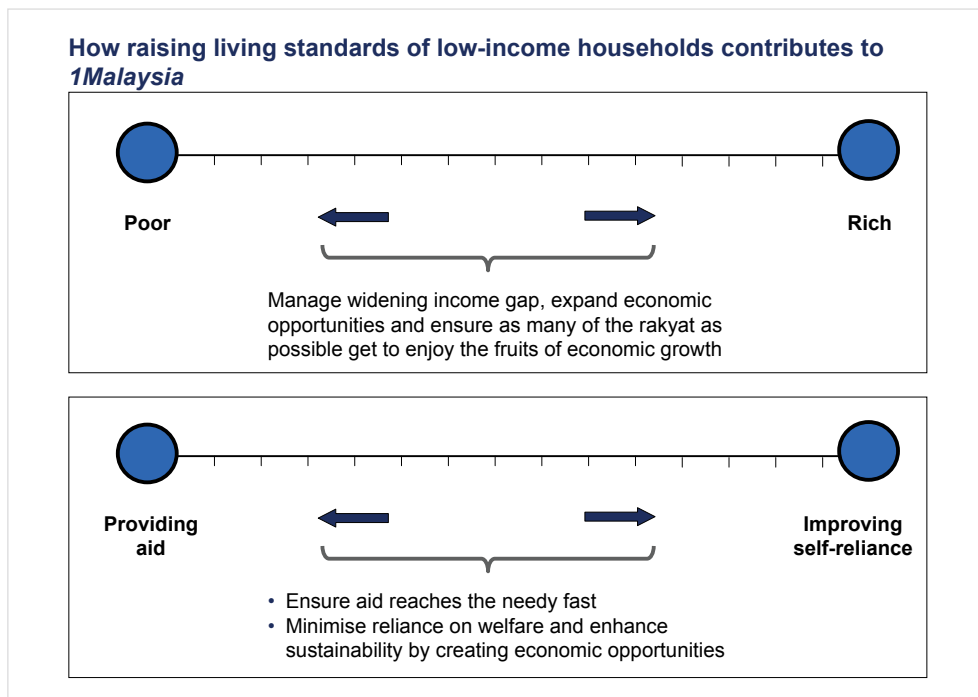 How raising living standards of low-income households contributes to
1Malaysia
Poor
Rich
Manage widening income gap, expand economic
opportunities and ensure as many of the rakyat as
possible get to enjoy the fruits of economic growth
Providing
aid
Improving
self-reliance
• Ensure aid reaches the needy fast
• Minimise reliance on welfare and enhance
sustainability by creating economic opportunities